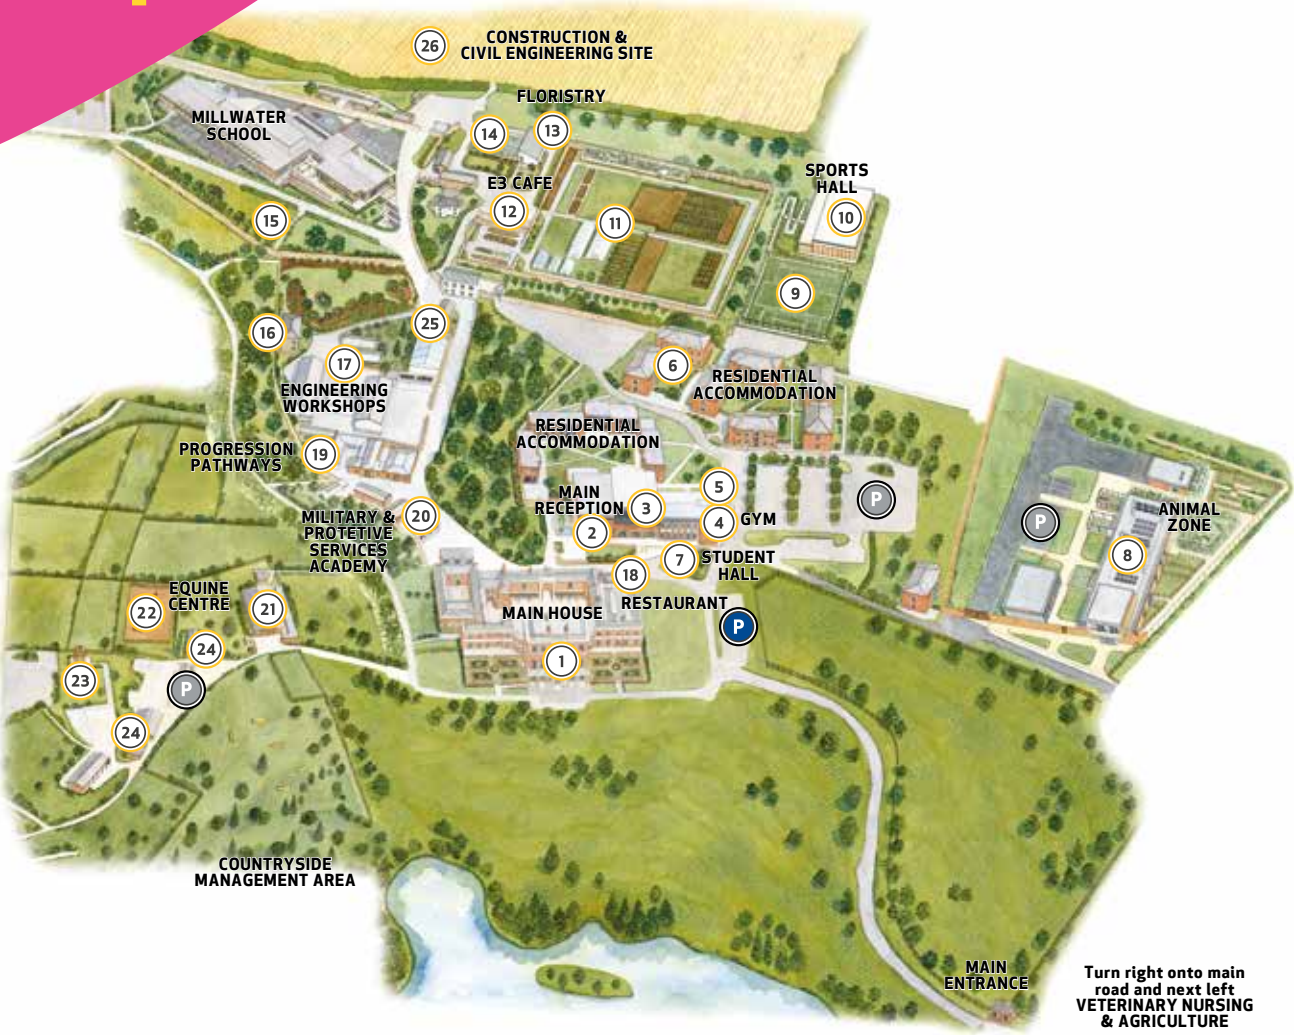 26
CONSTRUCTION &
CIVIL ENGINEERING SITE
FLORISTRY
MILLWATER
SCHOOL
14
13
SPORTS
HALL
E3 CAFE
12
11
10
15
9
16
25
17
ENGINEERING
WORKSHOPS
6
RESIDENTIAL
ACCOMMODATION
RESIDENTIAL
ACCOMMODATION
PROGRESSION
PATHWAYS
19
MAIN
RECEPTION
3
5
P
2
4
GYM
P
ANIMAL
ZONE
8
MILITARY &
PROTETIVE
SERVICES
ACADEMY
20
7
STUDENT
HALL
18
RESTAURANT
EQUINE
CENTRE
22
21
MAIN HOUSE
P
24
1
23
P
24
COUNTRYSIDE
MANAGEMENT AREA
MAIN
ENTRANCE
Turn right onto main
road and next left
VETERINARY NURSING
& AGRICULTURE